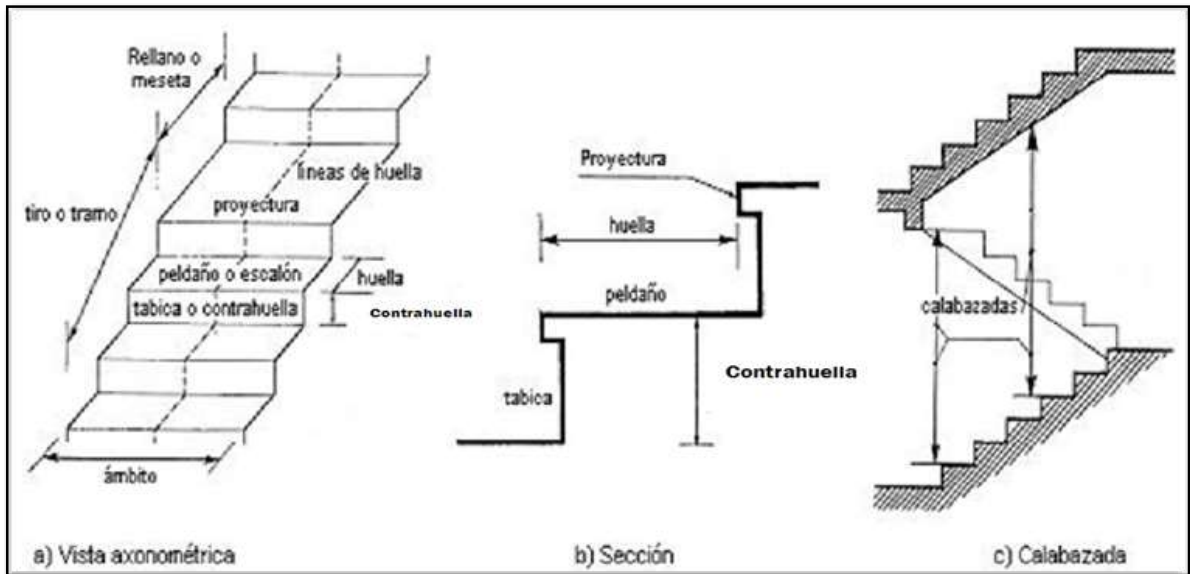 Rellano o
meseta
líneas de huella
proyectura
tiro o tramo
peldaño o escalón
huella
tabica o contrahuella
Contrahuella
ámbito
a) Vista axonométrica
Proyectura
huella
peldaño
Contrahuella
tabica
b) Sección
calabazadas
c) Calabazada